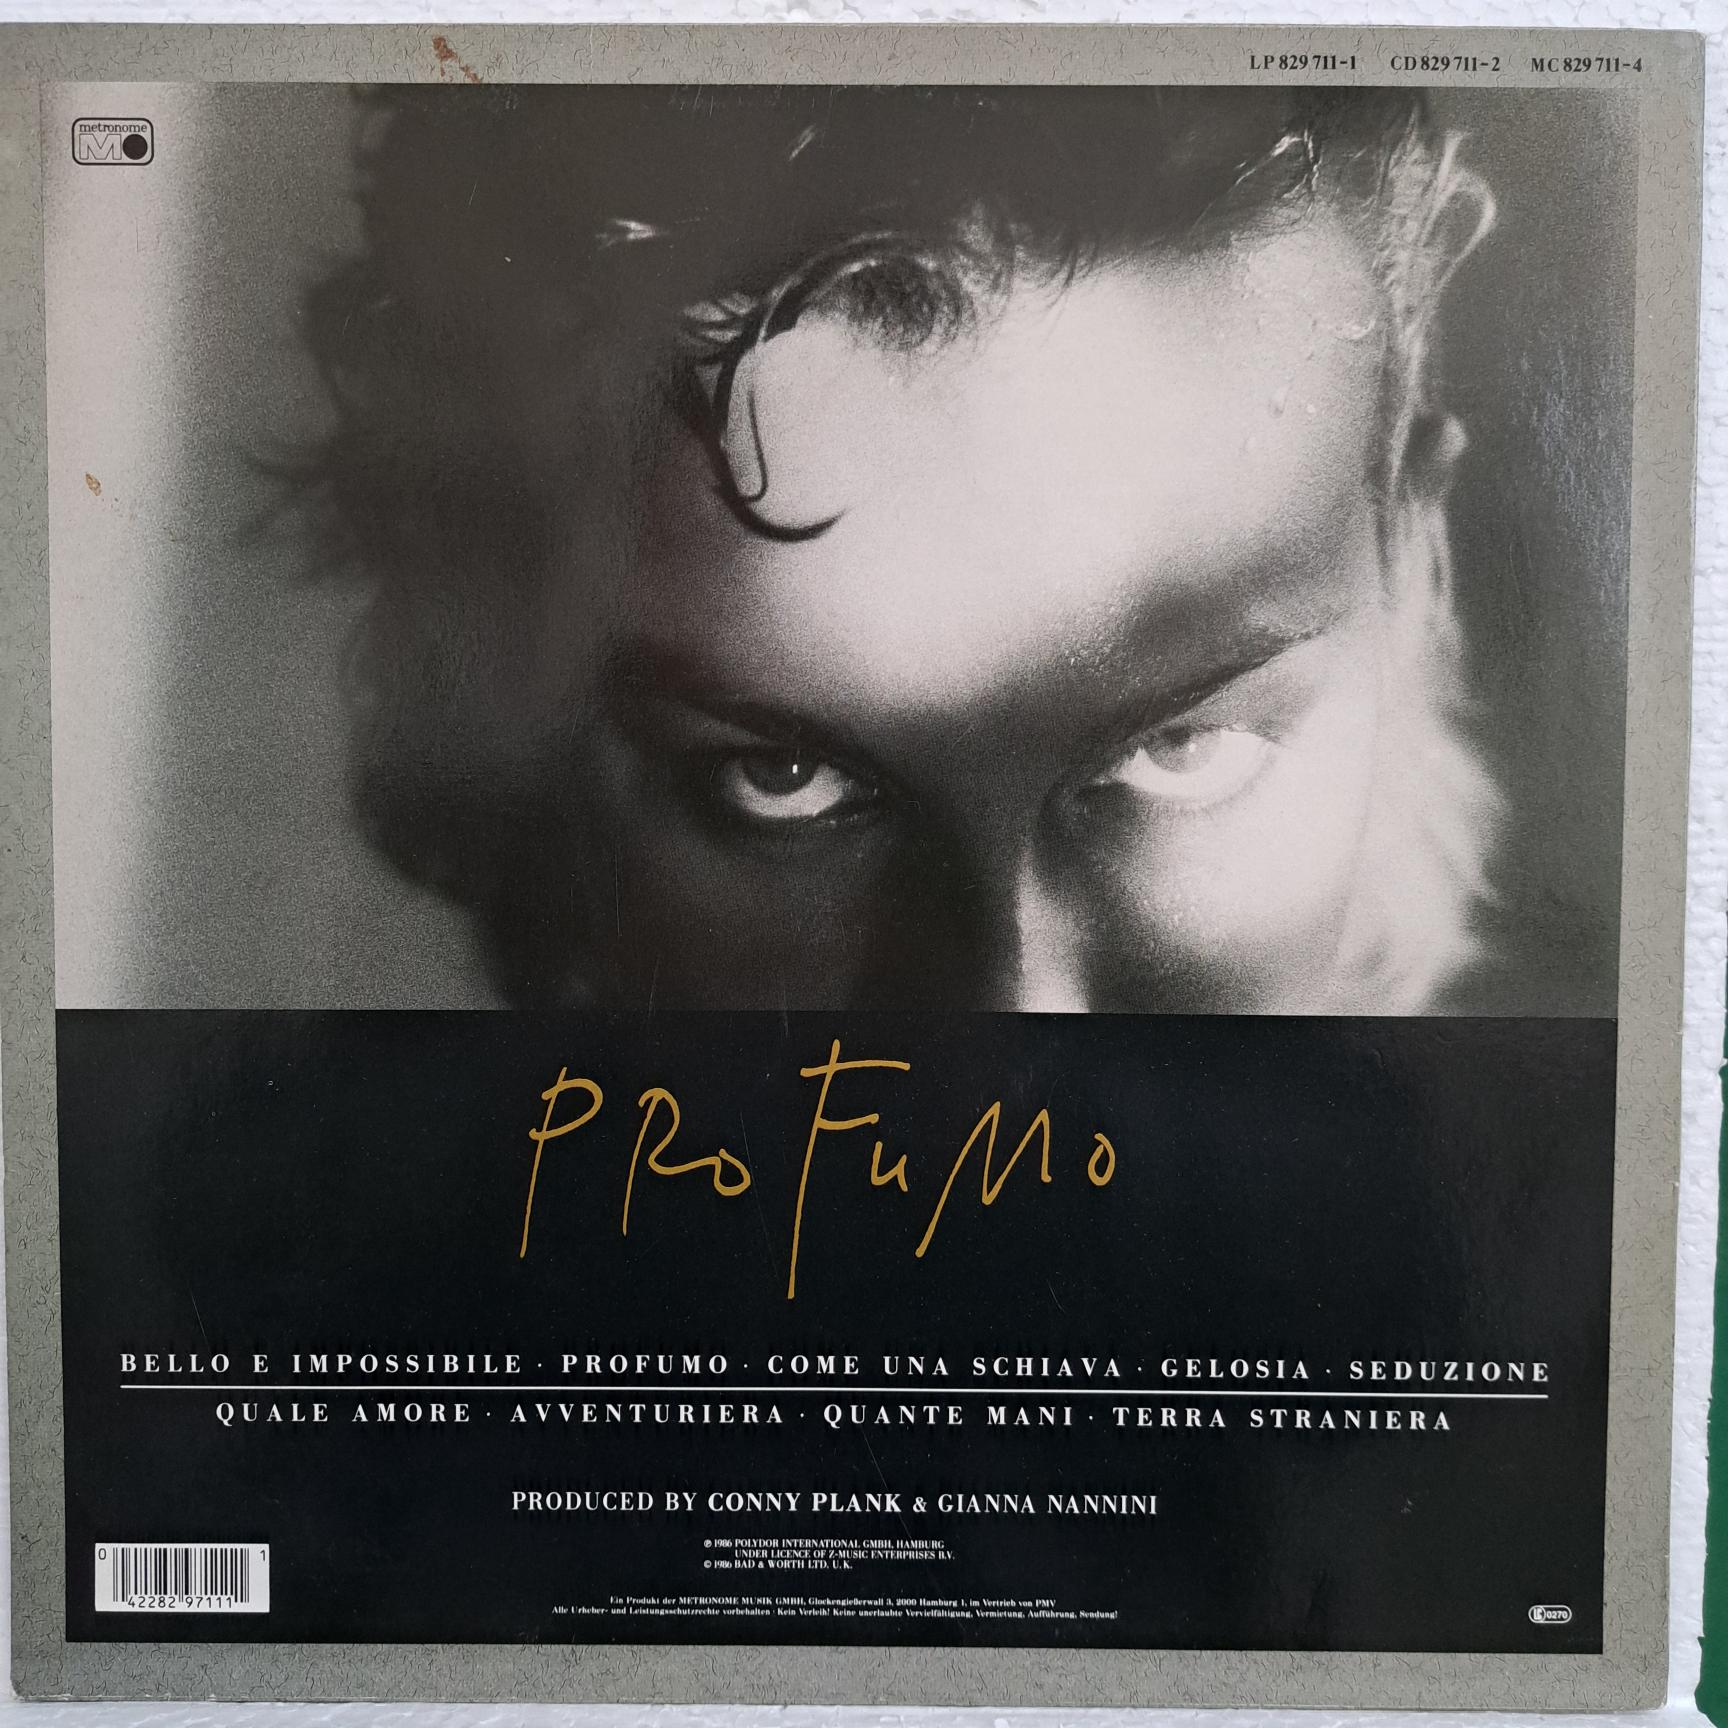 LP 829 711-1 CD 829 711-2 MC 829 711-4
metronome
PROFUMO
BELLO E IMPOSSIBILE · PROFUMO · COME UNA SCHIAVA · GELOSIA · SEDUZIONE
QUALE AMORE · AVVENTURIERA · QUANTE MANI · TERRA STRANIERA
PRODUCED BY CONNY PLANK & GIANNA NANNINI
℗ 1986 POLYDOR INTERNATIONAL GMBH, HAMBURG
UNDER LICENCE OF Z-MUSIC ENTERPRISES B.V.
© 1986 BAD & WORTH LTD. U.K.
Ein Produkt der METRONOME MUSIK GMBH, Glockengießerwall 3, 2000 Hamburg 1, im Vertrieb von PMV
Alle Urheber- und Leistungsschutzrechte vorbehalten · Kein Verleih! Keine unerlaubte Vervielfältigung, Vermietung, Aufführung, Sendung!
0 42282 97111 1
LC 0270